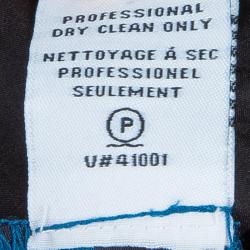 PROFESSIONAL
DRY CLEAN ONLY
NETTOYAGE Á SEC
PROFESSIONEL
SEULEMENT
P
V#41001